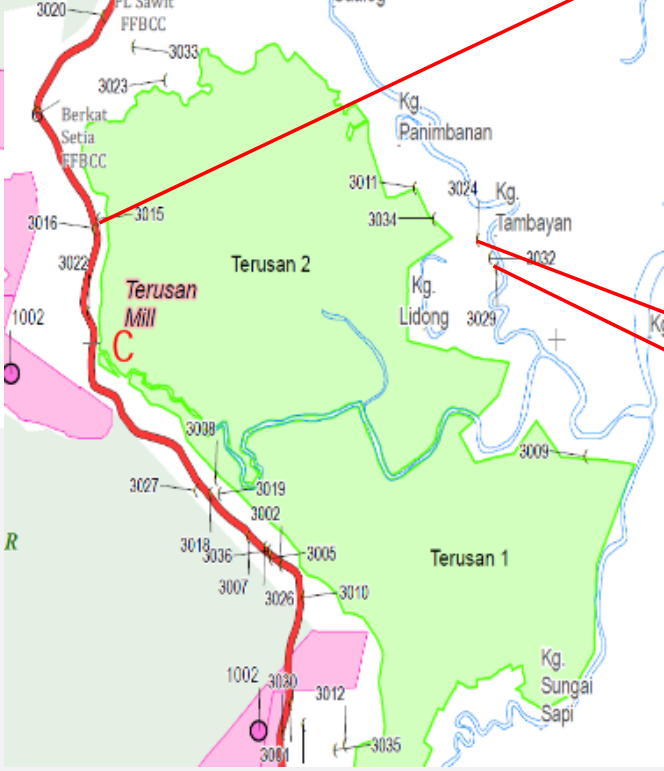 3020
PL Sawit
FFBCC
3033
3023
Berkat
Setia
FFBCC
Kg.
Panimbanan
3011
3024
Kg.
Tambayan
3034
3016
3015
3022
Terusan 2
3032
Terusan
Mill
Kg.
Lidong
3029
Kg
1002
C
3008
3009
3027
3019
3002
3018
3036
3005
Terusan 1
R
3007
3026
3010
Kg.
Sungai
Sapi
1002
3030
3012
3035